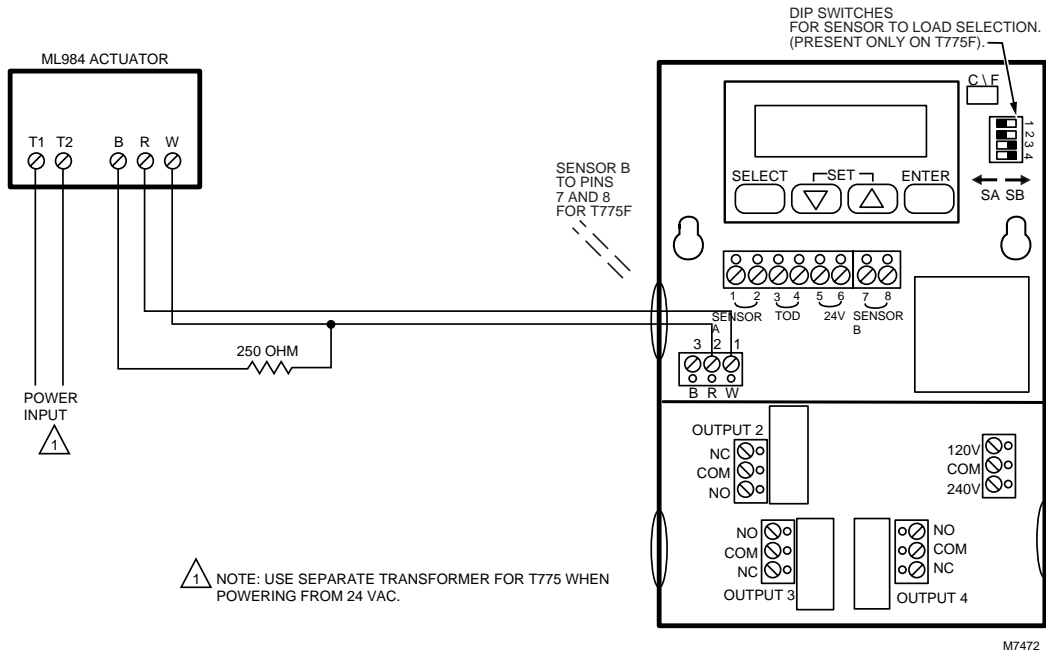 DIP SWITCHES
FOR SENSOR TO LOAD SELECTION.
(PRESENT ONLY ON T775F).
ML984 ACTUATOR
C \ F
T1 T2 B R W
1
2
3
4
SENSOR B
TO PINS
7 AND 8
FOR T775F
SELECT SET ENTER
SA SB
1 2 3 4 5 6 7 8
SENSOR
A
TOD
24V
SENSOR
B
250 OHM
3 2 1
B R W
POWER
INPUT
1
OUTPUT 2
NC
COM
NO
120V
COM
240V
NO
COM
NC
OUTPUT 3
NO
COM
NC
OUTPUT 4
1 NOTE: USE SEPARATE TRANSFORMER FOR T775 WHEN
POWERING FROM 24 VAC.
M7472